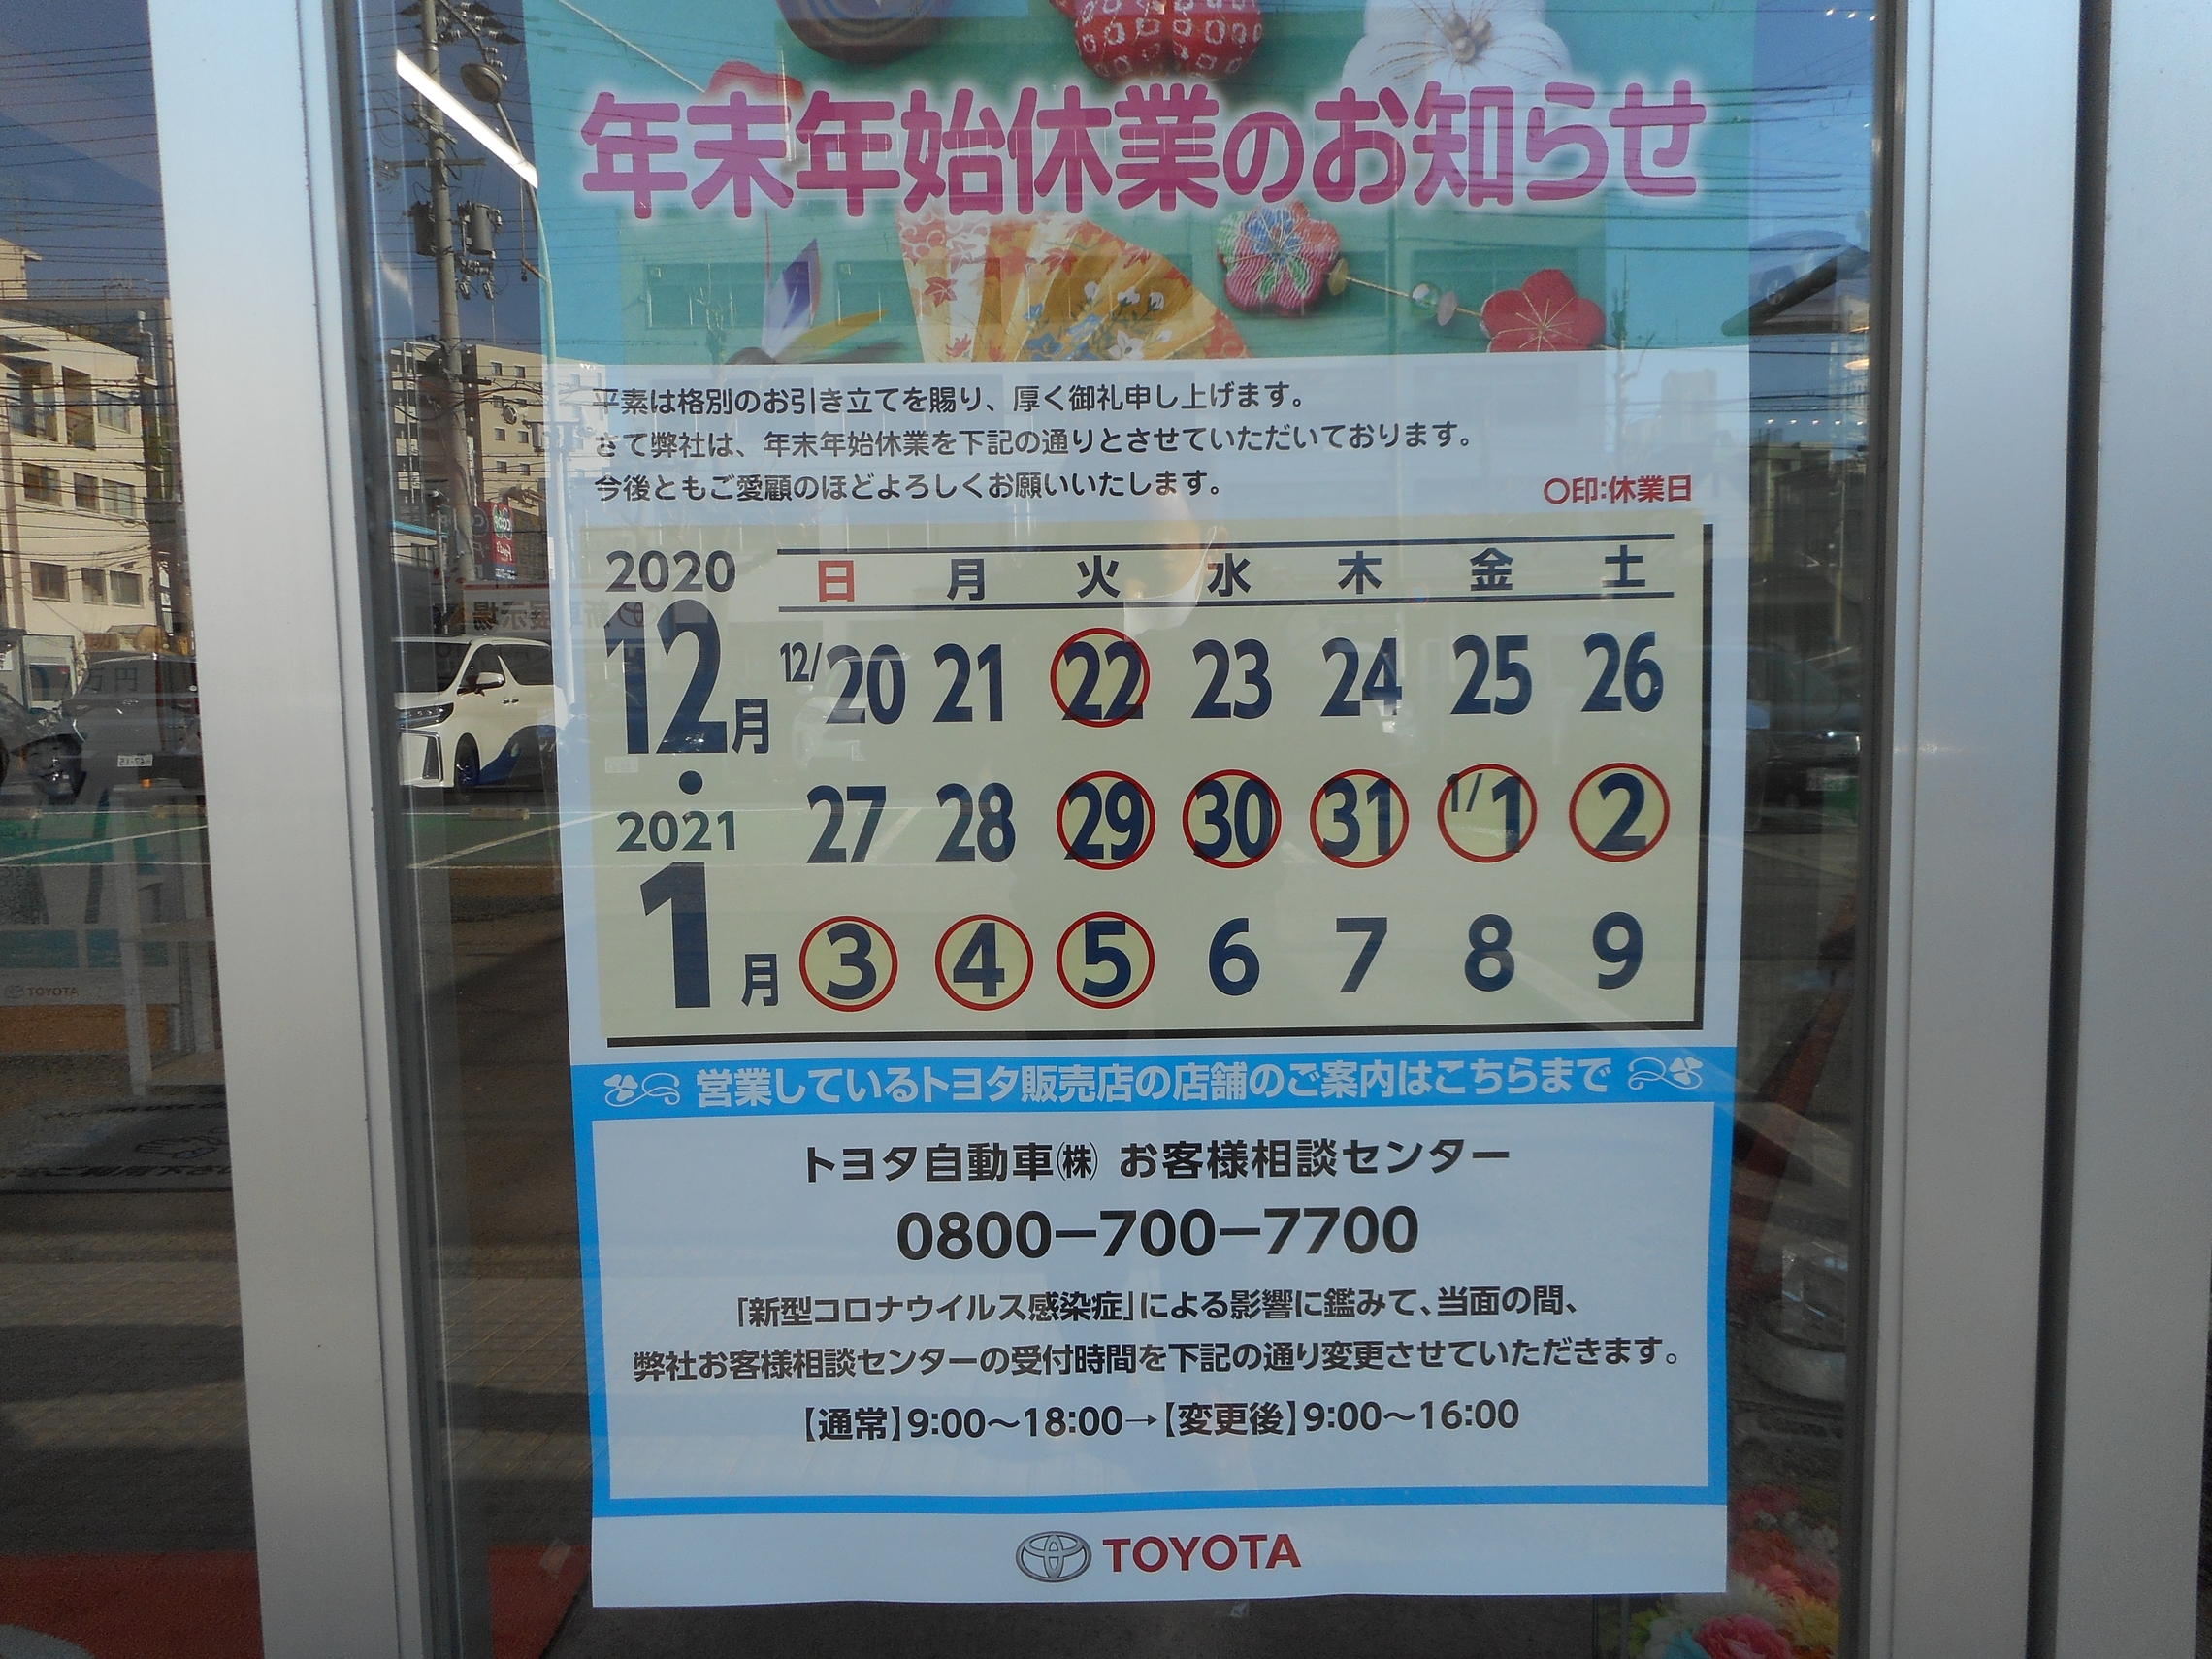 年末年始休業のお知らせ
平素は格別のお引き立てを賜り、厚く御礼申し上げます。
さて弊社は、年末年始休業を下記の通りとさせていただいております。
今後ともご愛顧のほどよろしくお願いいたします。
○印:休業日
2020
12月
・
2021
1月
日 月 火 水 木 金 土
12/20 21 22 23 24 25 26
27 28 29 30 31 1/1 2
3 4 5 6 7 8 9
営業しているトヨタ販売店の店舗のご案内はこちらまで
トヨタ自動車㈱ お客様相談センター
0800-700-7700
「新型コロナウイルス感染症」による影響に鑑みて、当面の間、
弊社お客様相談センターの受付時間を下記の通り変更させていただきます。
【通常】9:00〜18:00→【変更後】9:00〜16:00
TOYOTA